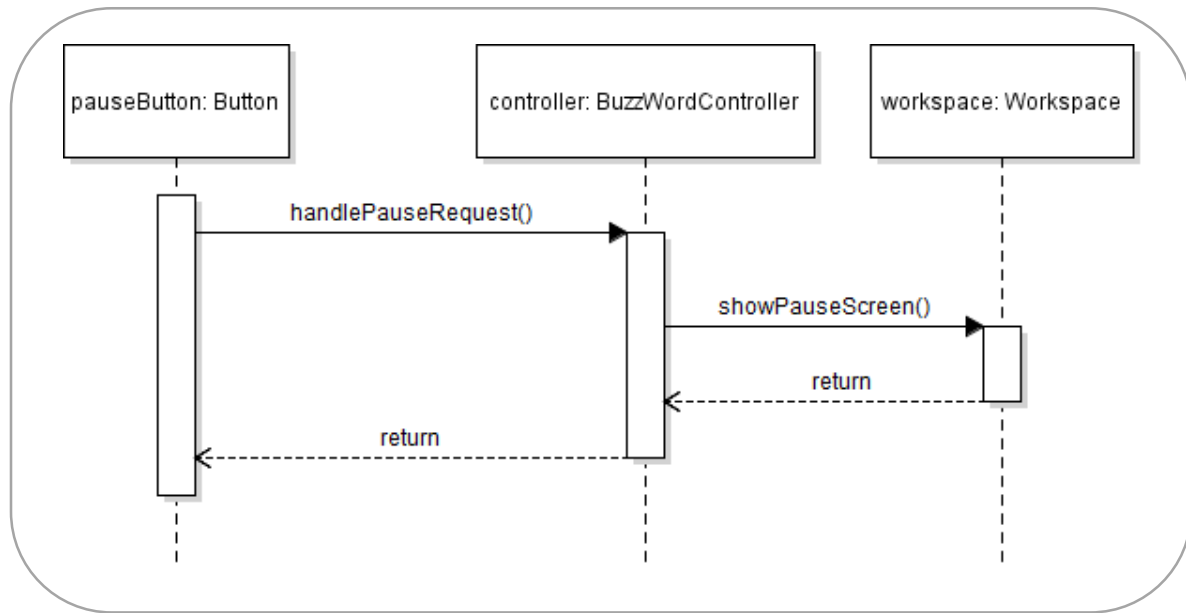 pauseButton: Button
controller: BuzzWordController
workspace: Workspace
handlePauseRequest()
showPauseScreen()
return
return